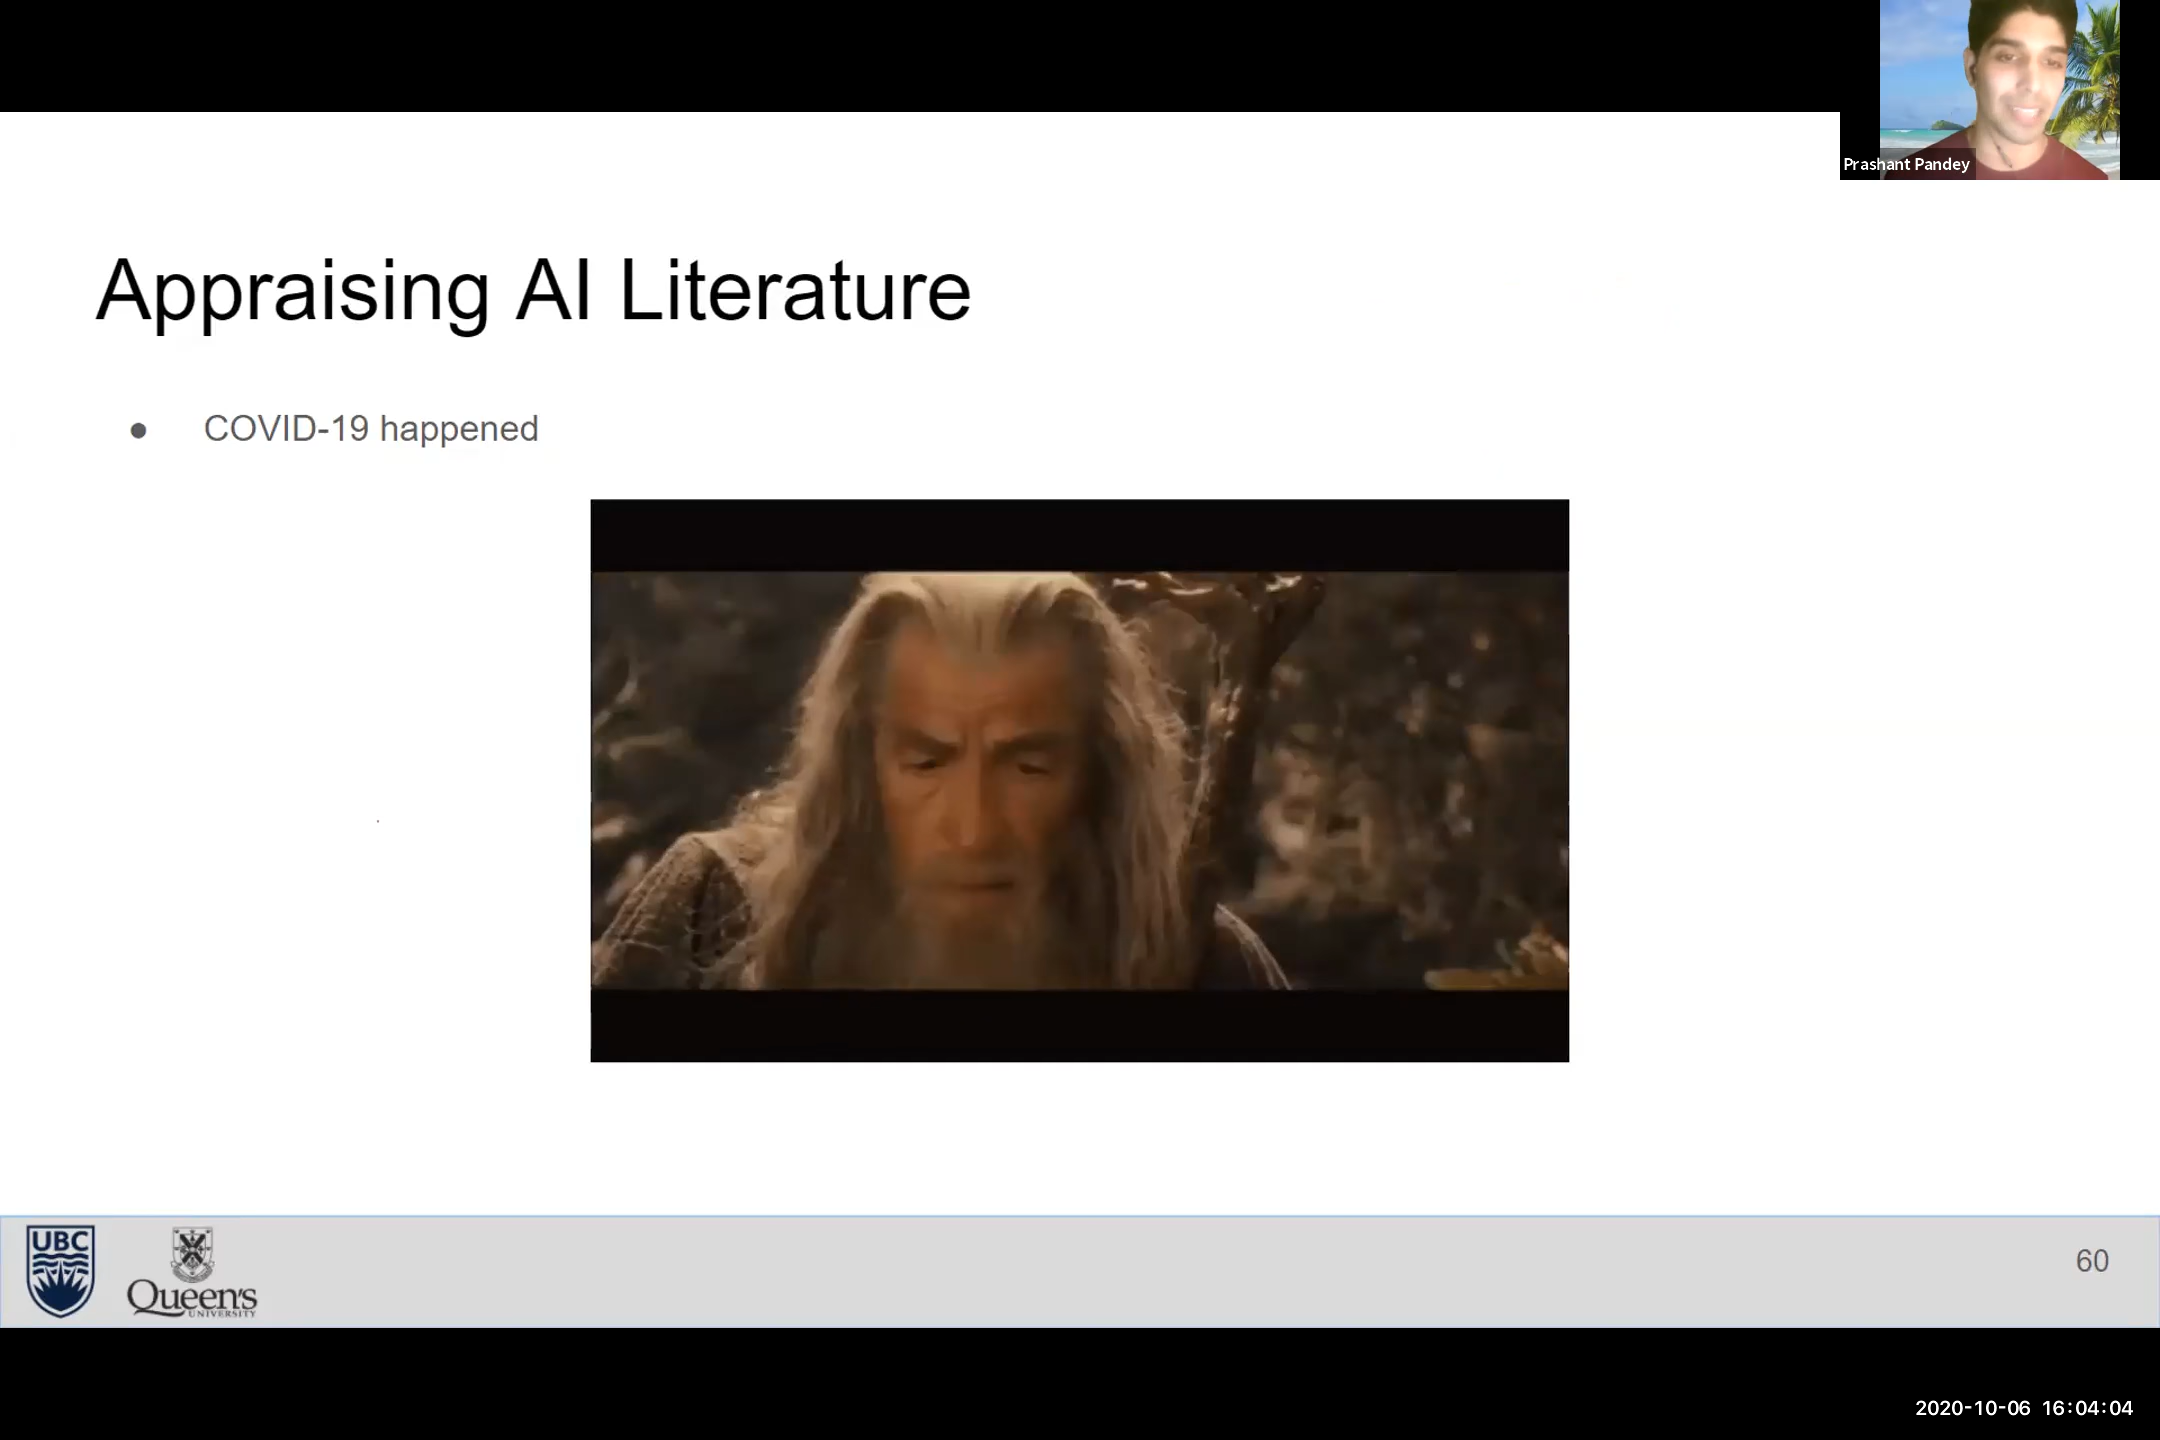 Prashant Pandey
Appraising AI Literature
● COVID-19 happened
UBC
Queen's
UNIVERSITY
60
2020-10-06 16:04:04